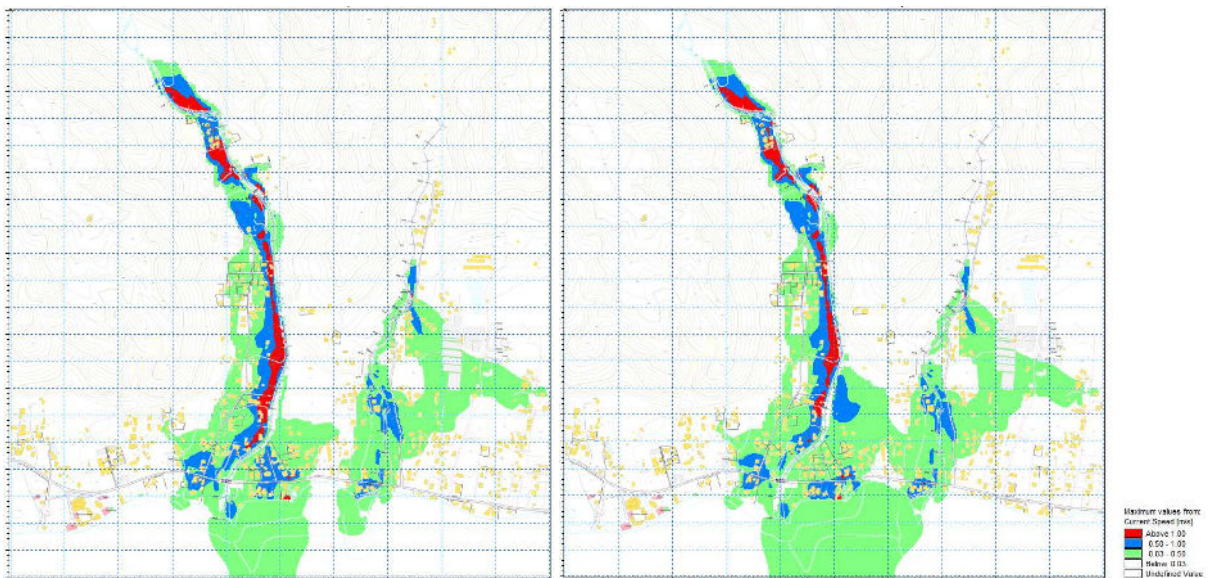 Maximum values from:
Current Speed [m/s]
Above 1.00
0.50 - 1.00
0.03 - 0.50
Below 0.03
Undefined Value